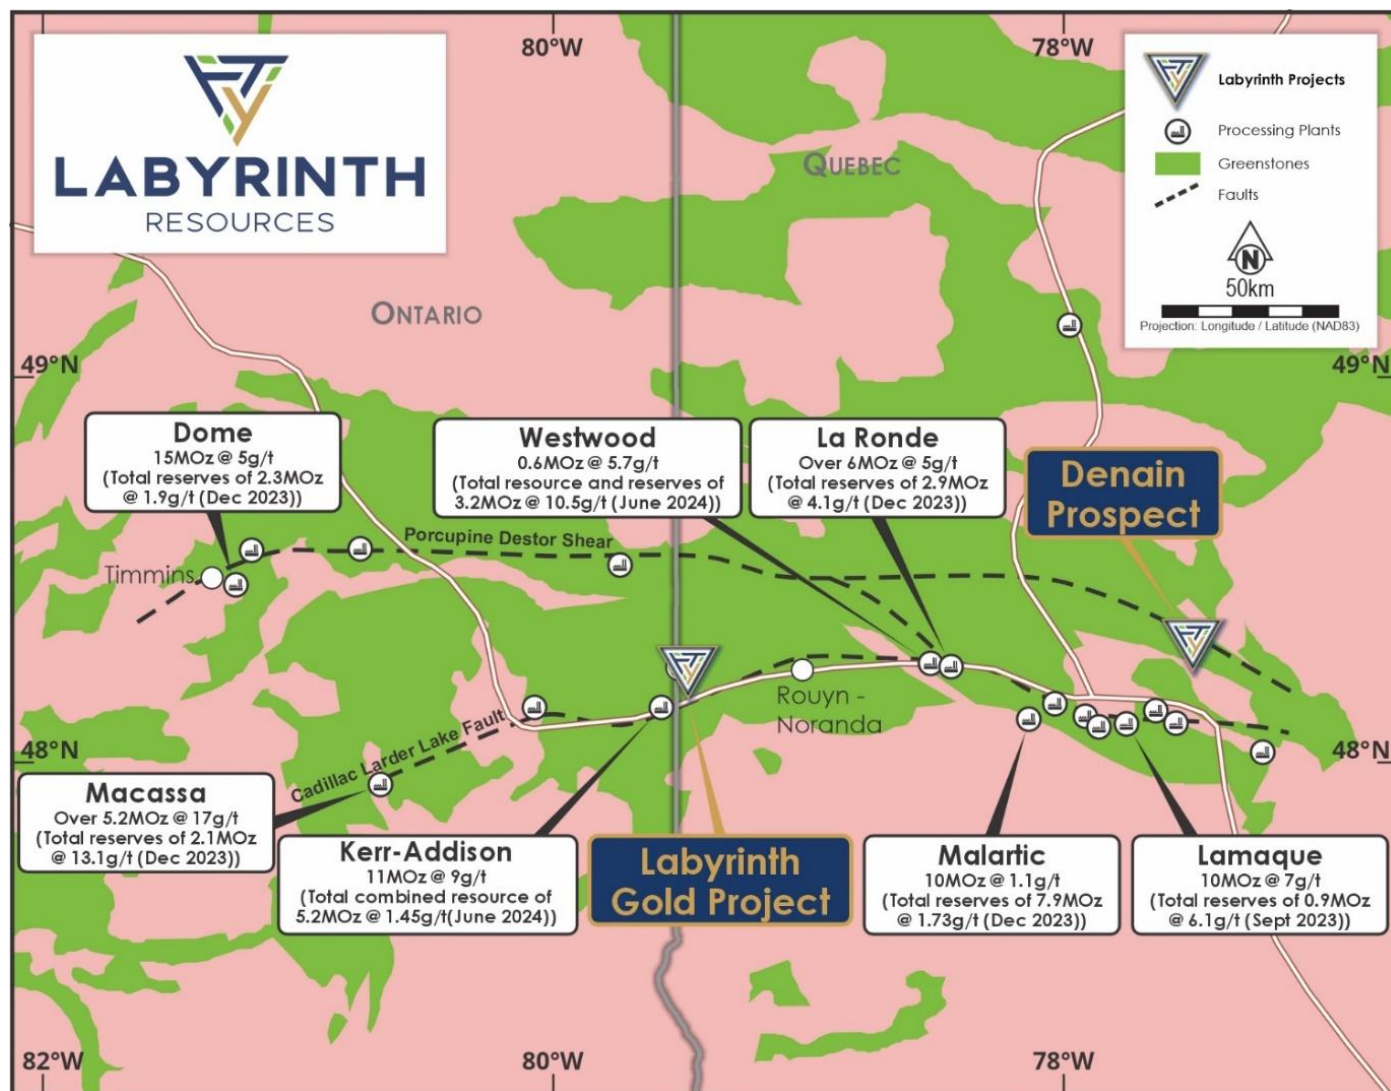 80°W
78°W
LABYRINTH
RESOURCES
Labyrinth Projects
Processing Plants
Greenstones
Faults
N
50km
Projection: Longitude / Latitude (NAD83)
QUEBEC
ONTARIO
49°N
49°N
Dome
15MOz @ 5g/t
(Total reserves of 2.3MOz
@ 1.9g/t (Dec 2023))
Westwood
0.6MOz @ 5.7g/t
(Total resource and reserves of
3.2MOz @ 10.5g/t (June 2024))
La Ronde
Over 6MOz @ 5g/t
(Total reserves of 2.9MOz
@ 4.1g/t (Dec 2023))
Denain
Prospect
Porcupine Destor Shear
Timmins
Rouyn -
Noranda
Cadillac Larder Lake Fault
48°N
48°N
Macassa
Over 5.2MOz @ 17g/t
(Total reserves of 2.1MOz
@ 13.1g/t (Dec 2023))
Kerr-Addison
11MOz @ 9g/t
(Total combined resource of
5.2MOz @ 1.45g/t(June 2024))
Labyrinth
Gold Project
Malartic
10MOz @ 1.1g/t
(Total reserves of 7.9MOz
@ 1.73g/t (Dec 2023))
Lamaque
10MOz @ 7g/t
(Total reserves of 0.9MOz
@ 6.1g/t (Sept 2023))
82°W
80°W
78°W